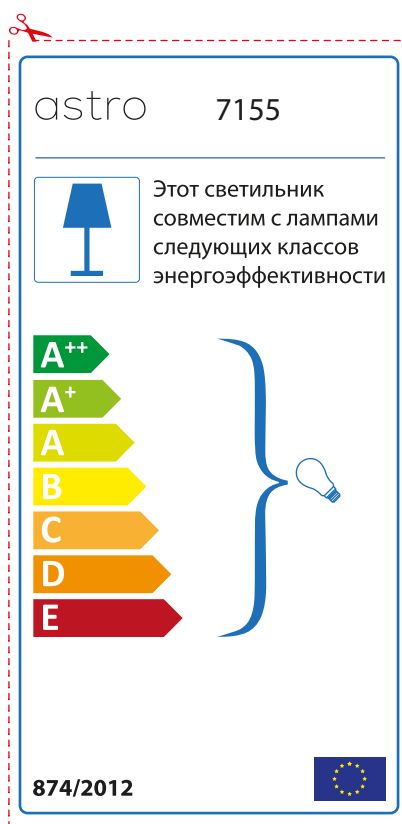 astro 7155
Этот светильник
совместим с лампами
следующих классов
энергоэффективности
A++
A+
A
B
C
D
E
874/2012